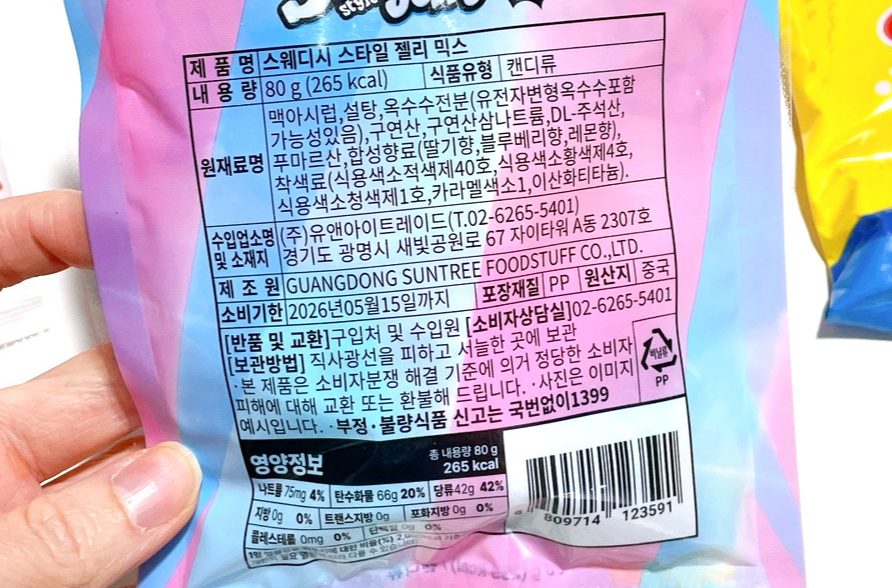 style
제 품 명 스웨디시 스타일 젤리 믹스
내 용 량 80 g (265 kcal) 식품유형 캔디류
원재료명 맥아시럽,설탕,옥수수전분(유전자변형옥수수포함
가능성있음),구연산,구연산삼나트륨,DL-주석산,
푸마르산,합성향료(딸기향,블루베리향,레몬향),
착색료(식용색소적색제40호,식용색소황색제4호,
식용색소청색제1호,카라멜색소1,이산화티타늄).
수입업소명 및 소재지 (주)유앤아이트레이드(T.02-6265-5401)
경기도 광명시 새빛공원로 67 자이타워 A동 2307호
제 조 원 GUANGDONG SUNTREE FOODSTUFF CO.,LTD.
소비기한 2026년05월15일까지 포장재질 PP 원산지 중국
[반품 및 교환]구입처 및 수입원 [소비자상담실]02-6265-5401
[보관방법] 직사광선을 피하고 서늘한 곳에 보관
·본 제품은 소비자분쟁 해결 기준에 의거 정당한 소비자
피해에 대해 교환 또는 환불해 드립니다. ·사진은 이미지
예시입니다. ·부정·불량식품 신고는 국번없이1399
비닐류
PP
영양정보 총 내용량 80 g
265 kcal
나트륨 75mg 4% 탄수화물 66g 20% 당류 42g 42%
지방 0g 0% 트랜스지방 0g 포화지방 0g 0%
콜레스테롤 0mg 0% 단백질 0g 0%
809714 123591